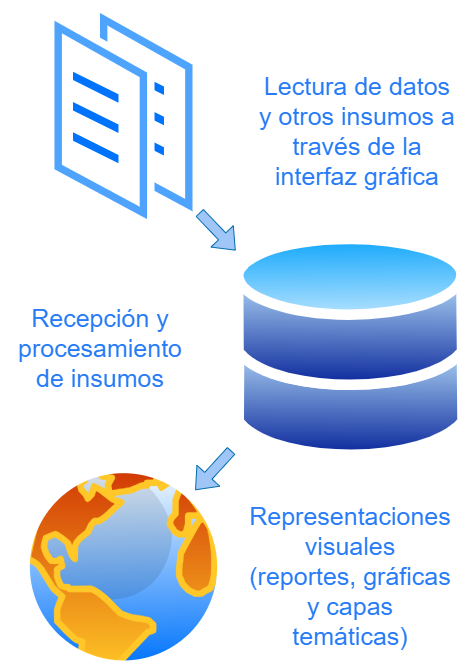 Lectura de datos
y otros insumos a
través de la
interfaz gráfica
Recepción y
procesamiento
de insumos
Representaciones
visuales
(reportes, gráficas
y capas
temáticas)